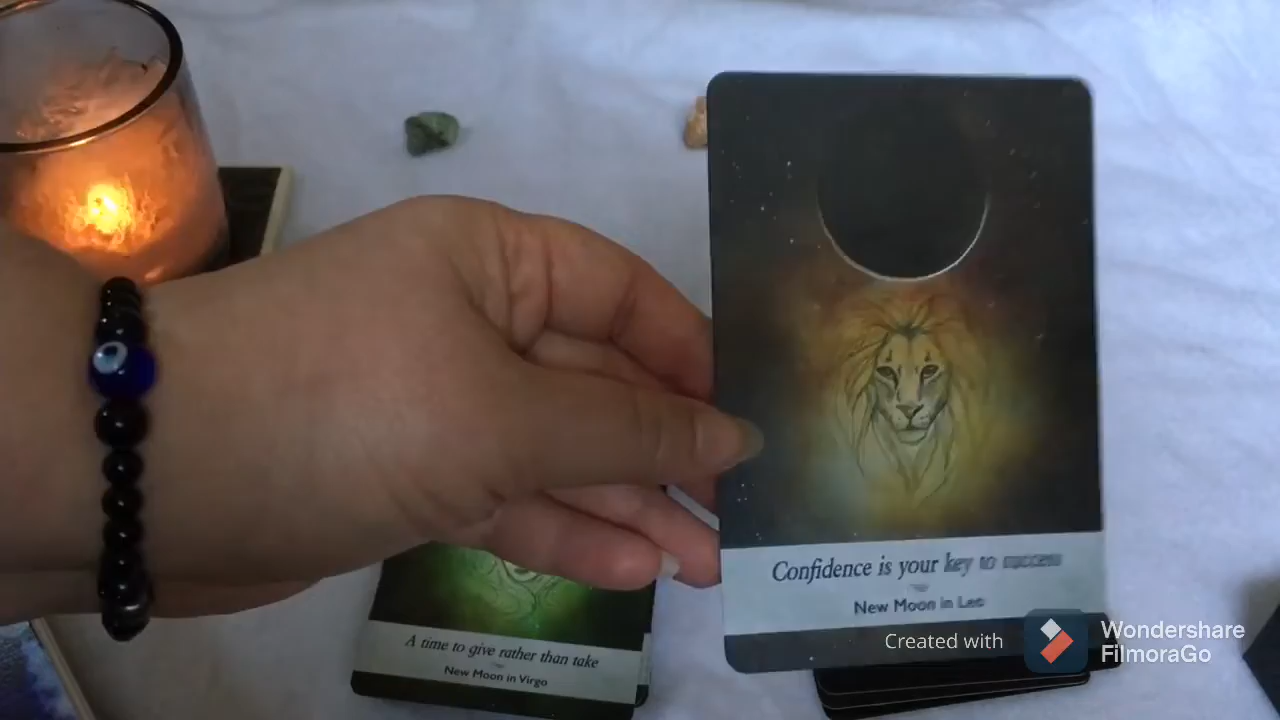 Confidence is your key to success
New Moon in Leo
A time to give rather than take
New Moon in Virgo
Created with
Wondershare
FilmoraGo